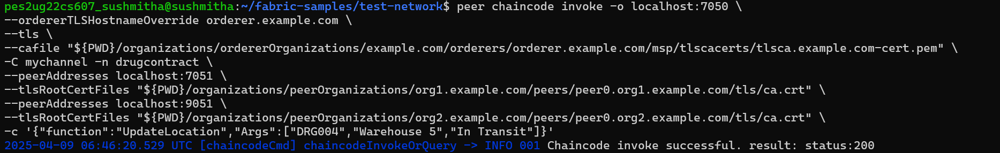 pes2ug22cs607_sushmitha@sushmitha:~/fabric-samples/test-network$ peer chaincode invoke -o localhost:7050 \
--ordererTLSHostnameOverride orderer.example.com \
--tls \
--cafile "${PWD}/organizations/ordererOrganizations/example.com/orderers/orderer.example.com/msp/tlscacerts/tlsca.example.com-cert.pem" \
-C mychannel -n drugcontract \
--peerAddresses localhost:7051 \
--tlsRootCertFiles "${PWD}/organizations/peerOrganizations/org1.example.com/peers/peer0.org1.example.com/tls/ca.crt" \
--peerAddresses localhost:9051 \
--tlsRootCertFiles "${PWD}/organizations/peerOrganizations/org2.example.com/peers/peer0.org2.example.com/tls/ca.crt" \
-c '{"function":"UpdateLocation","Args":["DRG004","Warehouse 5","In Transit"]}'
2025-04-09 06:46:20.529 UTC [chaincodeCmd] chaincodeInvokeOrQuery -> INFO 001 Chaincode invoke successful. result: status:200